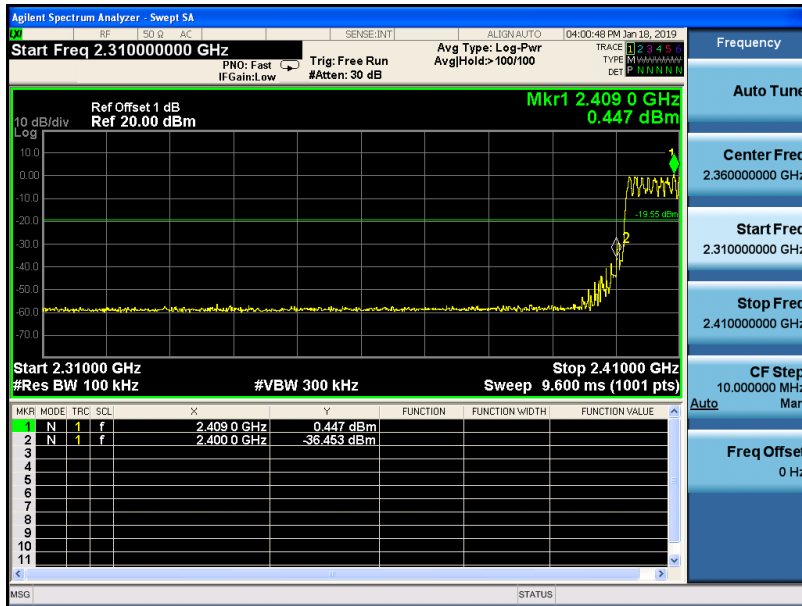 Agilent Spectrum Analyzer - Swept SA
LXI RF 50 Ω AC SENSE:INT ALIGN AUTO 04:00:48 PM Jan 18, 2019
Start Freq 2.310000000 GHz
PNO: Fast
IFGain:Low
Trig: Free Run
#Atten: 30 dB
Avg Type: Log-Pwr
Avg|Hold:>100/100
TRACE 1 2 3 4 5 6
TYPE M W W W W W
DET P N N N N N
Ref Offset 1 dB
10 dB/div Ref 20.00 dBm
Log
Mkr1 2.409 0 GHz
0.447 dBm
10.0
0.00
-10.0
-20.0
-30.0
-40.0
-50.0
-60.0
-70.0
1
-19.55 dBm
2
Start 2.31000 GHz Stop 2.41000 GHz
#Res BW 100 kHz #VBW 300 kHz Sweep 9.600 ms (1001 pts)
MKR MODE TRC SCL X Y FUNCTION FUNCTION WIDTH FUNCTION VALUE
1 N 1 f 2.409 0 GHz 0.447 dBm
2 N 1 f 2.400 0 GHz -36.453 dBm
3
4
5
6
7
8
9
10
11
MSG STATUS
Frequency
Auto Tune
Center Freq
2.360000000 GHz
Start Freq
2.310000000 GHz
Stop Freq
2.410000000 GHz
CF Step
10.000000 MHz
Auto Man
Freq Offset
0 Hz